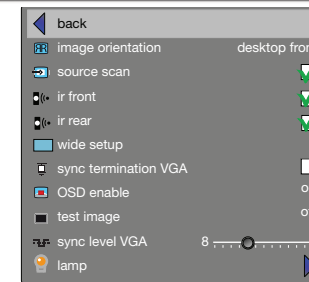 back
image orientation desktop fron
source scan
ir front
ir rear
wide setup
sync termination VGA
OSD enable
test image
sync level VGA 8
lamp